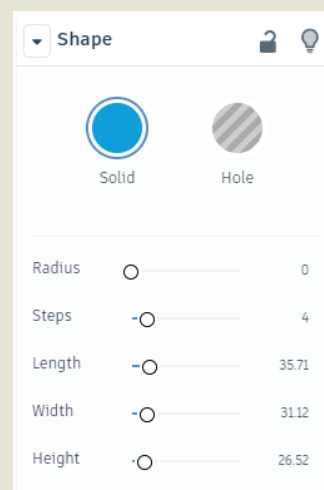 Shape
Solid Hole
Radius 0
Steps 4
Length 35.71
Width 31.12
Height 26.52